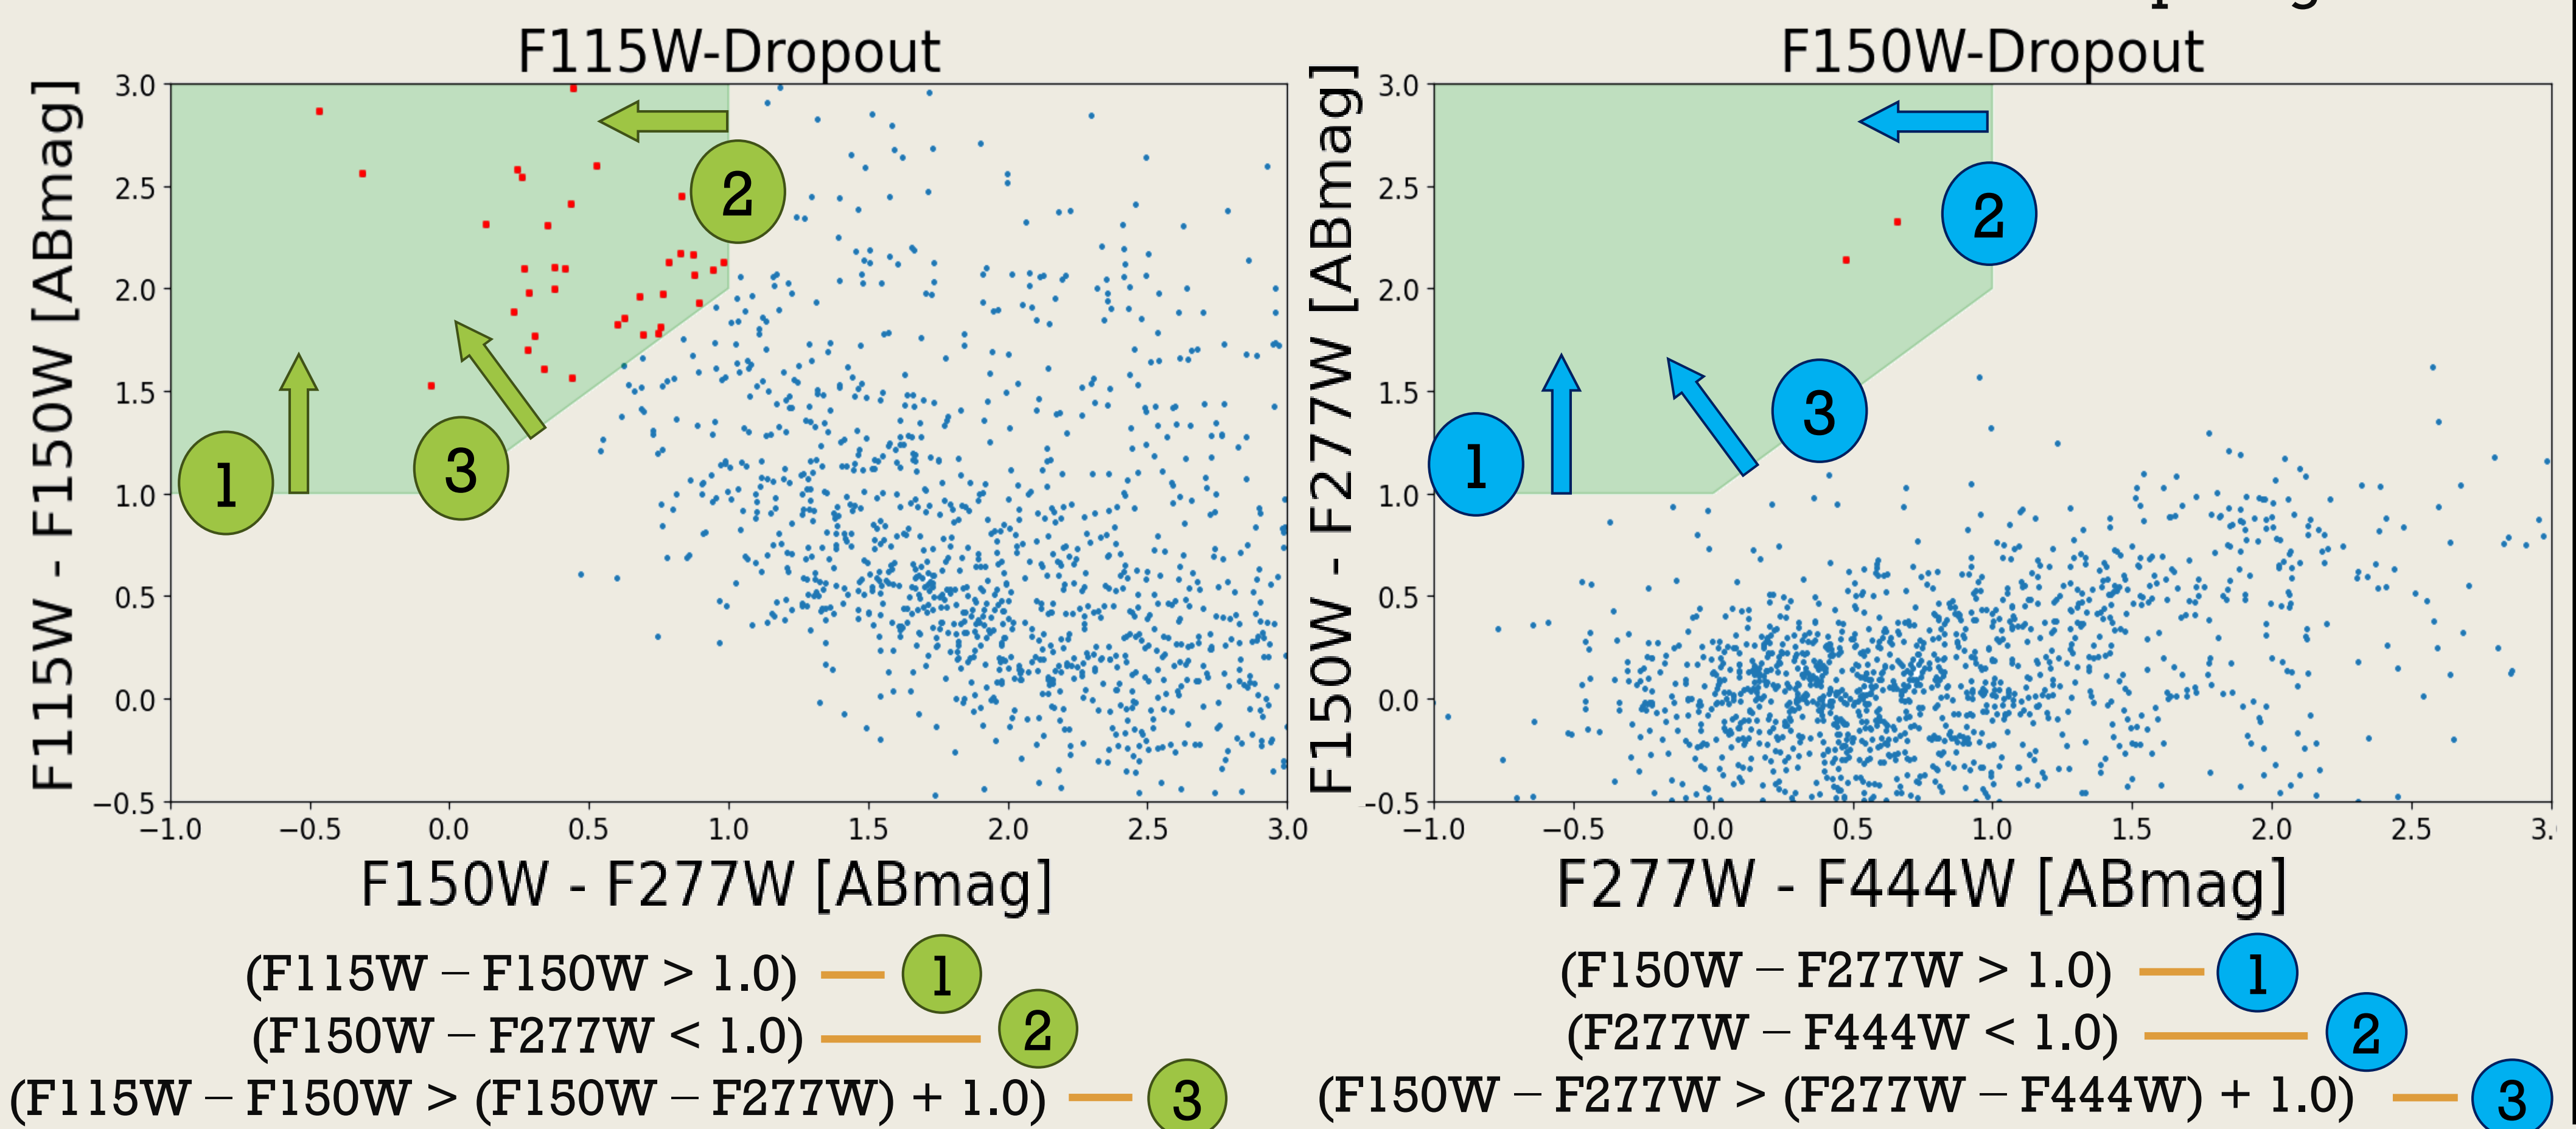 F115W-Dropout
F115W - F150W [ABmag]
3.0
2.5
2.0
1.5
1.0
0.5
0.0
−0.5
−1.0 −0.5 0.0 0.5 1.0 1.5 2.0 2.5 3.0
F150W - F277W [ABmag]
1
2
3
(F115W – F150W > 1.0) 1
(F150W – F277W < 1.0) 2
(F115W – F150W > (F150W – F277W) + 1.0) 3
F150W-Dropout
F150W - F277W [ABmag]
3.0
2.5
2.0
1.5
1.0
0.5
0.0
−0.5
−1.0 −0.5 0.0 0.5 1.0 1.5 2.0 2.5 3.
F277W - F444W [ABmag]
1
2
3
(F150W – F277W > 1.0) 1
(F277W – F444W < 1.0) 2
(F150W – F277W > (F277W – F444W) + 1.0) 3